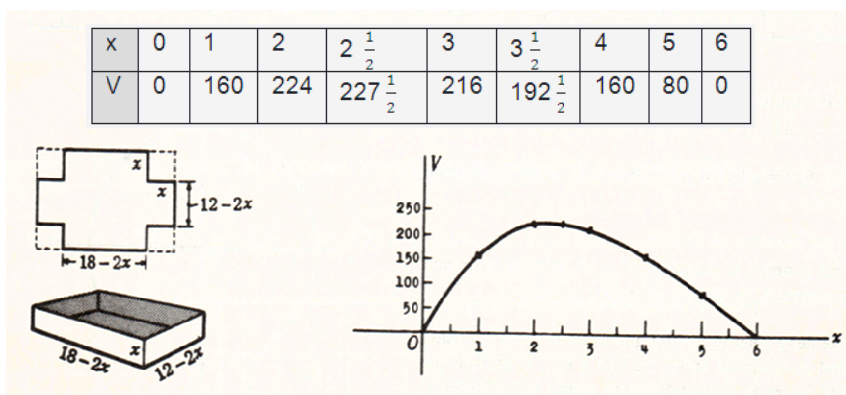 x 0 1 2 2 1/2 3 3 1/2 4 5 6
V 0 160 224 227 1/2 216 192 1/2 160 80 0
x
x
12-2x
18-2x
x
18-2x
12-2x
V
250
200
150
100
50
O 1 2 3 4 5 6 x